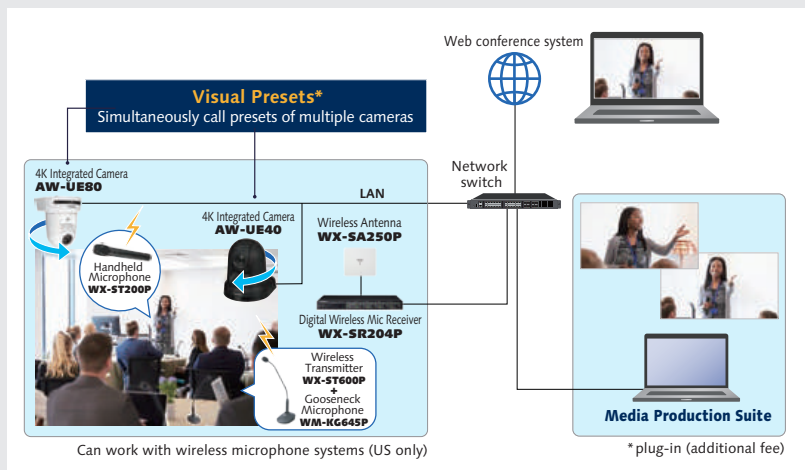 Web conference system
Visual Presets*
Simultaneously call presets of multiple cameras
4K Integrated Camera
AW-UE80
LAN
Network
switch
4K Integrated Camera
AW-UE40
Wireless Antenna
WX-SA250P
Handheld
Microphone
WX-ST200P
Digital Wireless Mic Receiver
WX-SR204P
Wireless
Transmitter
WX-ST600P
+
Gooseneck
Microphone
WM-KG645P
Media Production Suite
Can work with wireless microphone systems (US only)
*plug-in (additional fee)